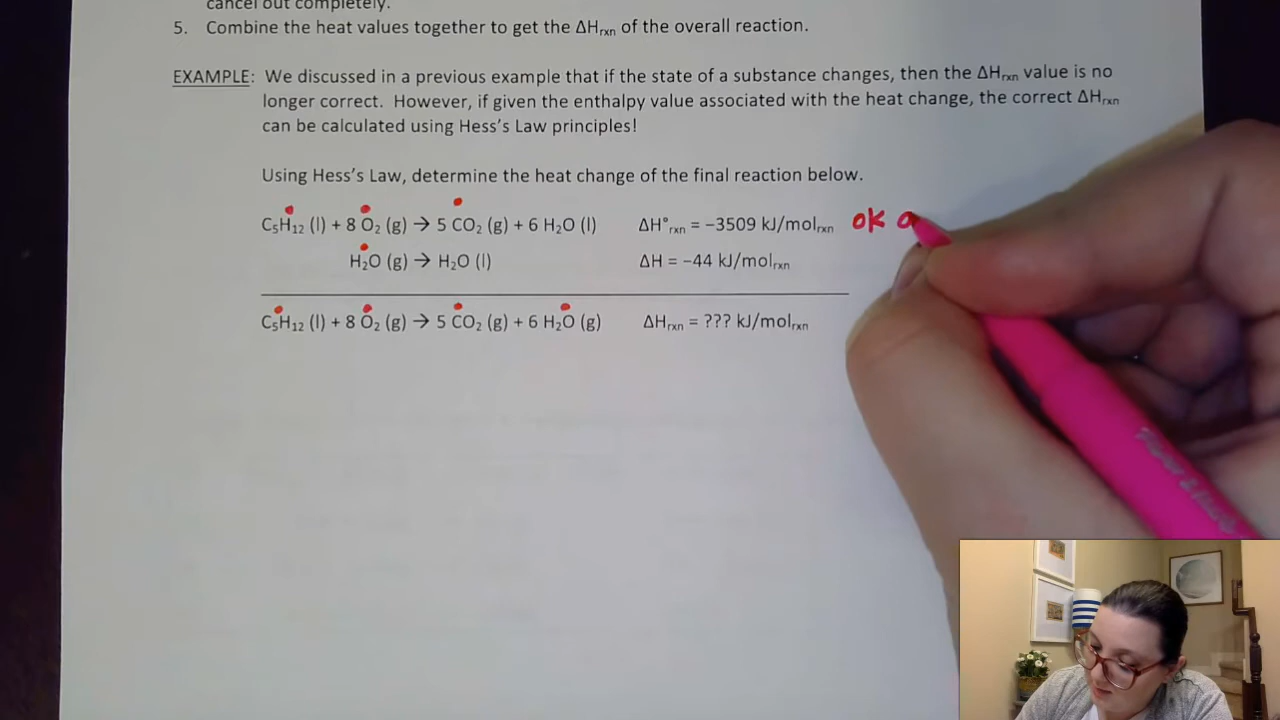 cancel out completely.
5. Combine the heat values together to get the ΔHrxn of the overall reaction.
EXAMPLE: We discussed in a previous example that if the state of a substance changes, then the ΔHrxn value is no
longer correct. However, if given the enthalpy value associated with the heat change, the correct ΔHrxn
can be calculated using Hess's Law principles!
Using Hess's Law, determine the heat change of the final reaction below.
C₅H₁₂ (l) + 8 O₂ (g) → 5 CO₂ (g) + 6 H₂O (l) ΔH°rxn = −3509 kJ/molrxn OK
H₂O (g) → H₂O (l) ΔH = −44 kJ/molrxn
C₅H₁₂ (l) + 8 O₂ (g) → 5 CO₂ (g) + 6 H₂O (g) ΔHrxn = ??? kJ/molrxn